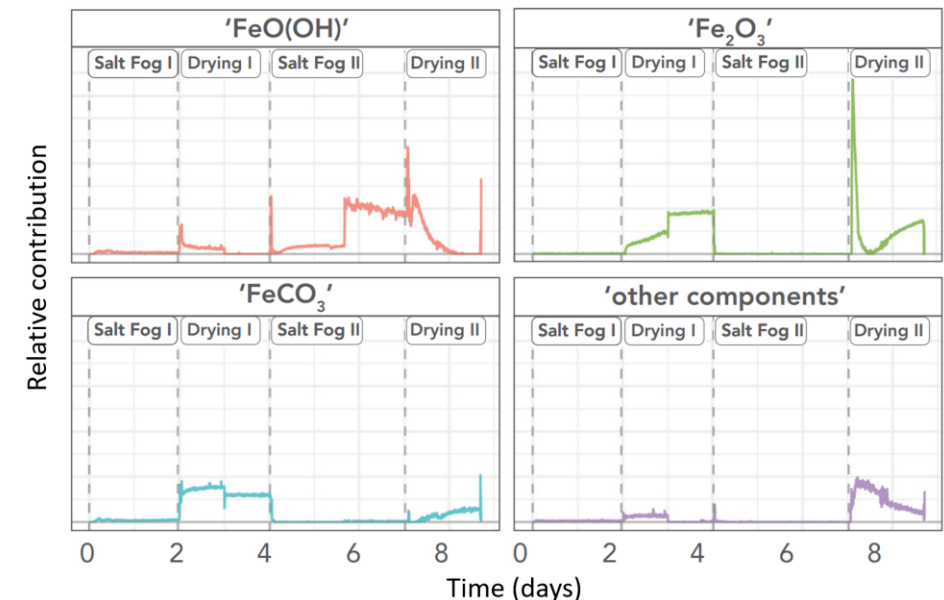 ‘FeO(OH)’
Salt Fog I Drying I Salt Fog II Drying II
‘Fe₂O₃’
Salt Fog I Drying I Salt Fog II Drying II
Relative contribution
‘FeCO₃’
Salt Fog I Drying I Salt Fog II Drying II
‘other components’
Salt Fog I Drying I Salt Fog II Drying II
0 2 4 6 8
0 2 4 6 8
Time (days)